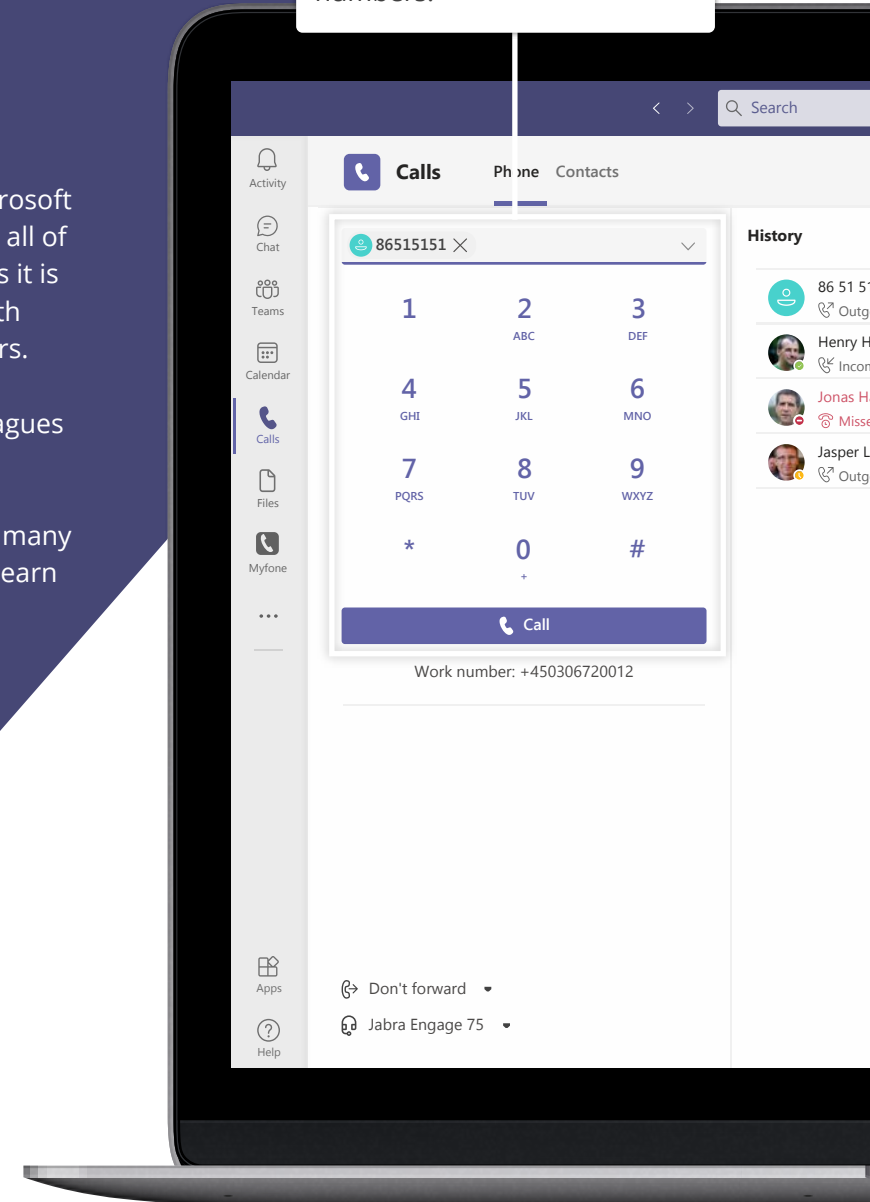 rosoft
all of
s it is
th
rs.
agues
many
earn
Search
Activity
Chat
Teams
Calendar
Calls
Files
Myfone
Apps
Help
Calls Phone Contacts
86515151
1 2 3
ABC DEF
4 5 6
GHI JKL MNO
7 8 9
PQRS TUV WXYZ
* 0 #
+
Call
Work number: +450306720012
Don't forward
Jabra Engage 75
History
86 51 51
Outg
Henry H
Incom
Jonas Ha
Misse
Jasper L
Outg